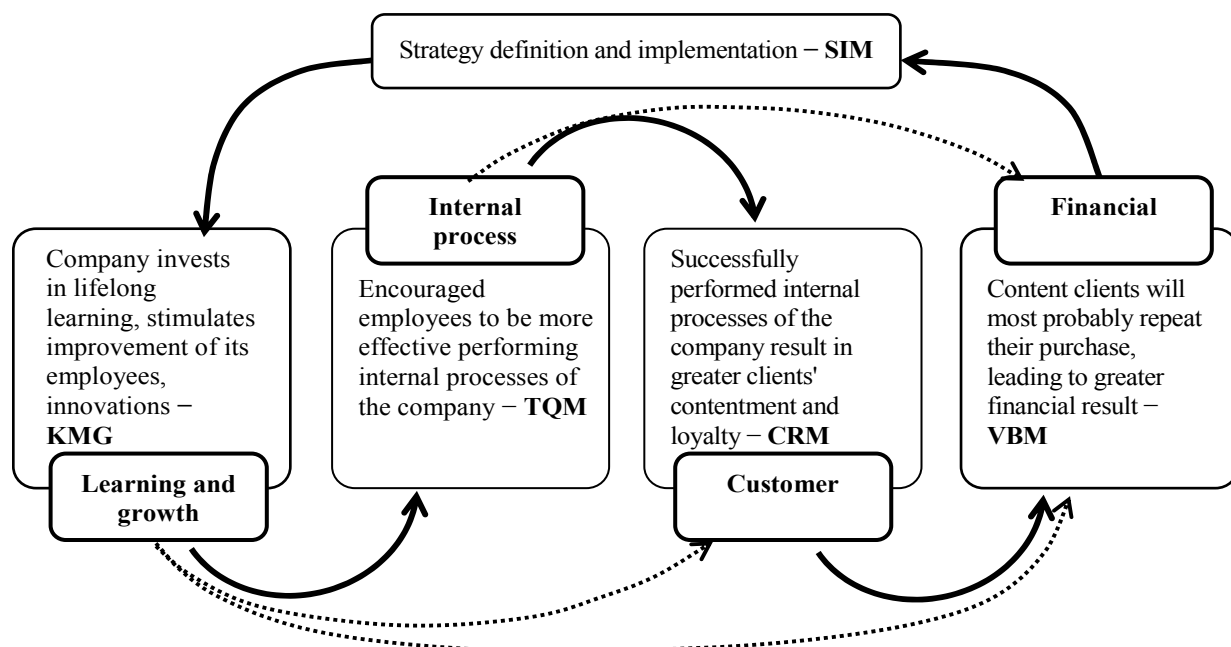 Strategy definition and implementation − SIM
Company invests
in lifelong
learning, stimulates
improvement of its
employees,
innovations −
KMG
Learning and
growth
Internal
process
Encouraged
employees to be more
effective performing
internal processes of
the company − TQM
Successfully
performed internal
processes of the
company result in
greater clients'
contentment and
loyalty − CRM
Customer
Financial
Content clients will
most probably repeat
their purchase,
leading to greater
financial result −
VBM